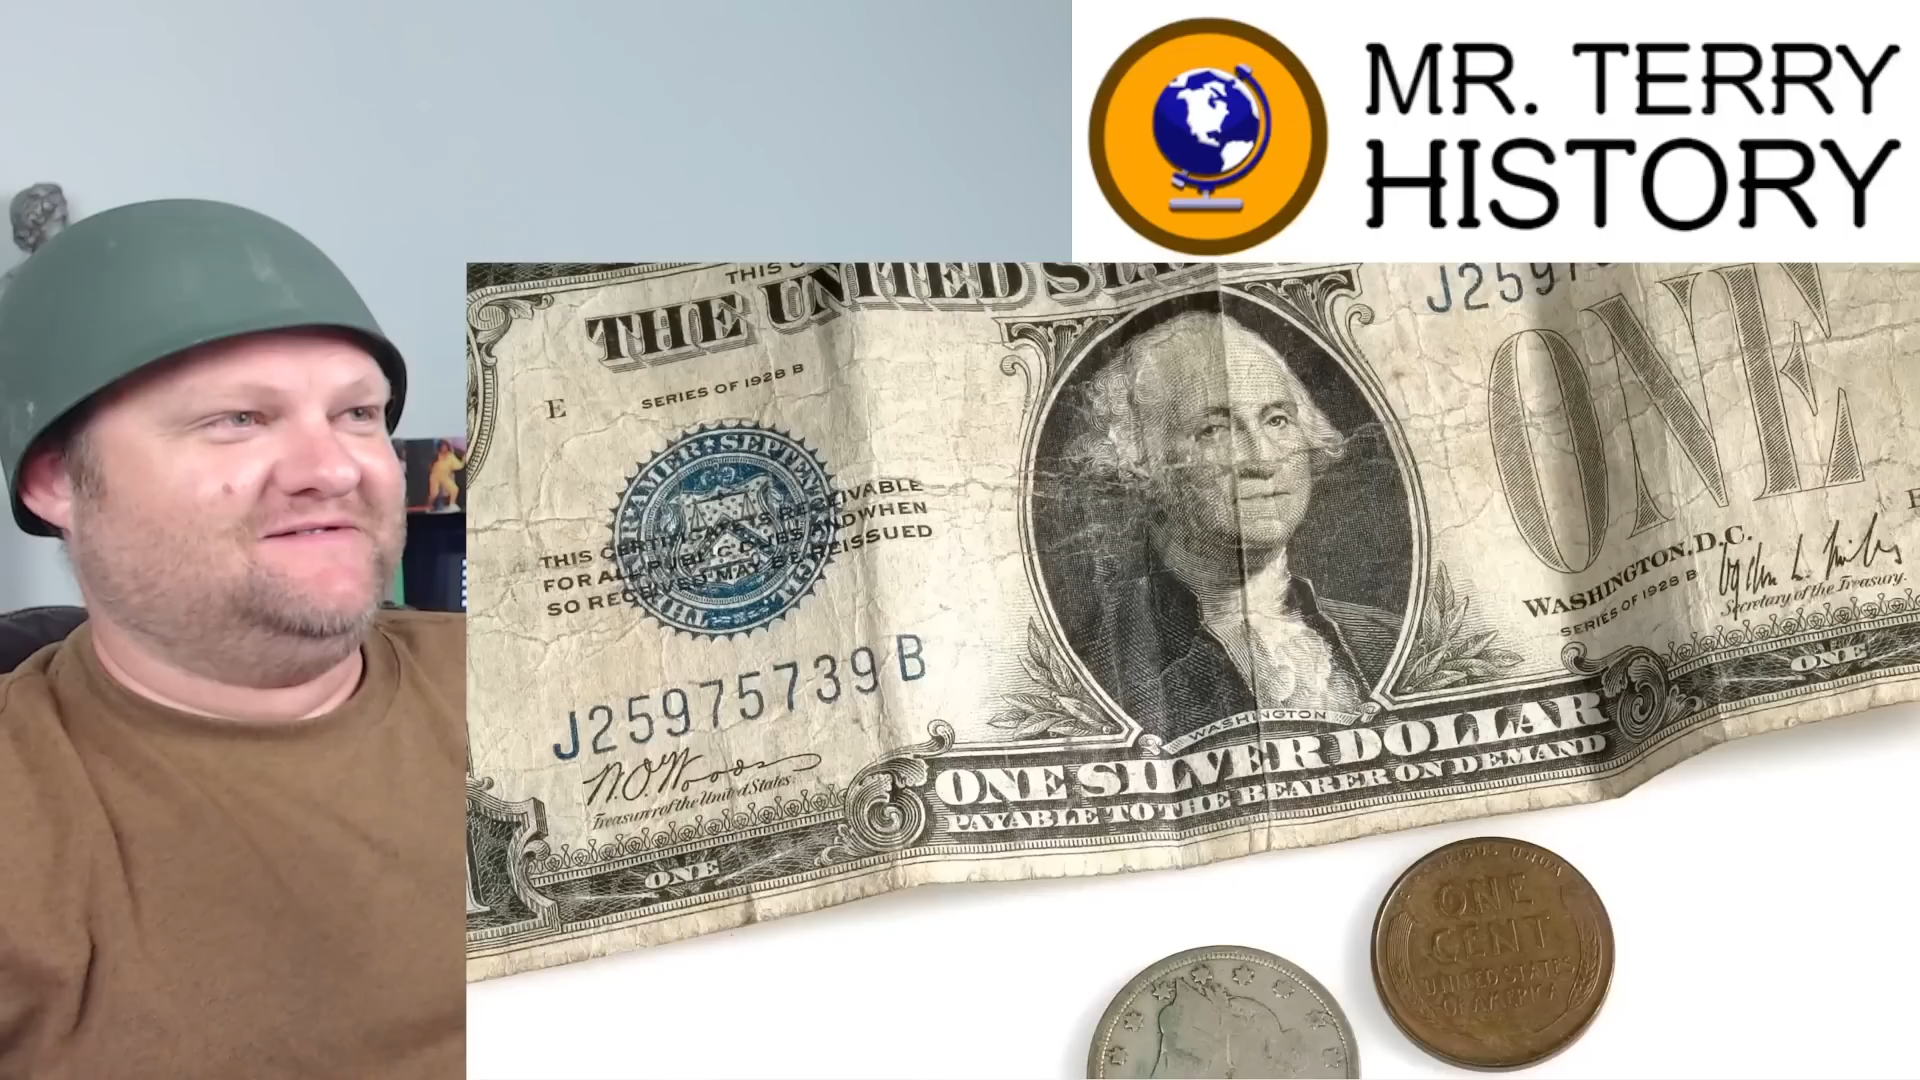 MR. TERRY
HISTORY
THIS
THE UNITED STA
J2597
SERIES OF 1928 B
E
ONE
THIS CERTIFICATE IS RECEIVABLE
FOR ALL PUBLIC DUES AND WHEN
SO RECEIVED MAY BE REISSUED
WASHINGTON, D.C.
SERIES OF 1928 B
Secretary of the Treasury.
J25975739B
Treasurer of the United States.
WASHINGTON
ONE SILVER DOLLAR
PAYABLE TO THE BEARER ON DEMAND
ONE
ONE
ONE
CENT
UNITED STATES
OF AMERICA